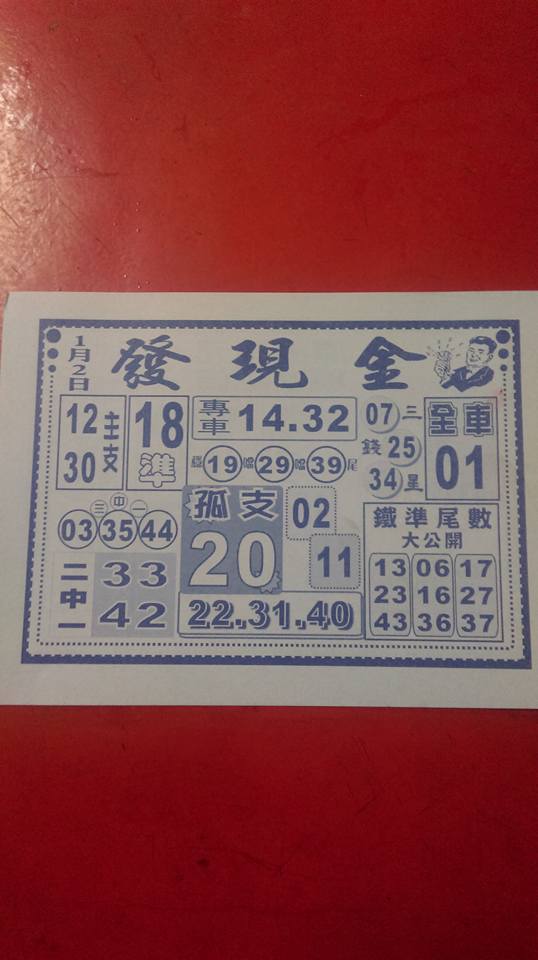 1月2日
發現金
12
30
主支
18
準
專車
14.32
19 29 39 尾
07
25
34
三
錢
星
全車
01
三中一
03 35 44
孤支
20
02
11
22.31.40
二中一
33
42
鐵準尾數
大公開
13 06 17
23 16 27
43 36 37